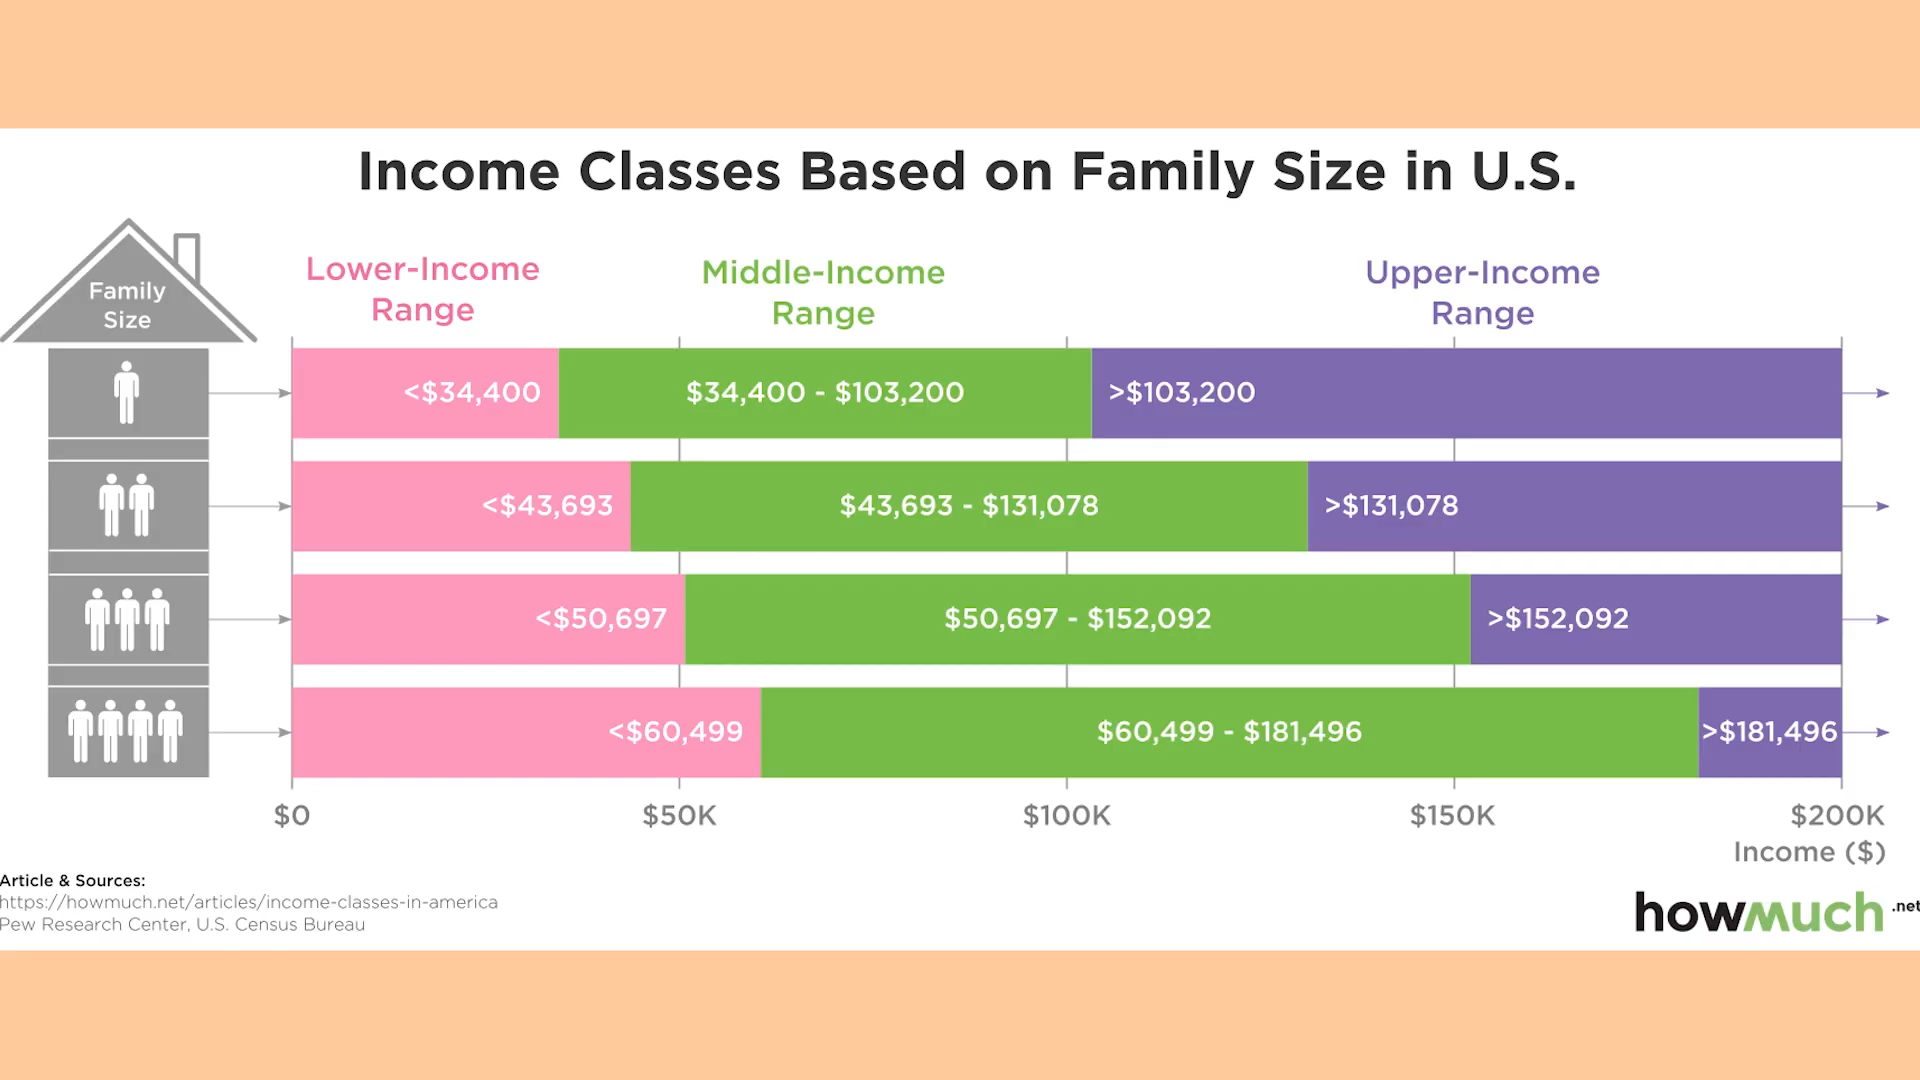 Income Classes Based on Family Size in U.S.
Family
Size
Lower-Income
Range
Middle-Income
Range
Upper-Income
Range
<$34,400
$34,400 - $103,200
>$103,200
<$43,693
$43,693 - $131,078
>$131,078
<$50,697
$50,697 - $152,092
>$152,092
<$60,499
$60,499 - $181,496
>$181,496
$0
$50K
$100K
$150K
$200K
Income ($)
Article & Sources:
https://howmuch.net/articles/income-classes-in-america
Pew Research Center, U.S. Census Bureau
howmuch.net